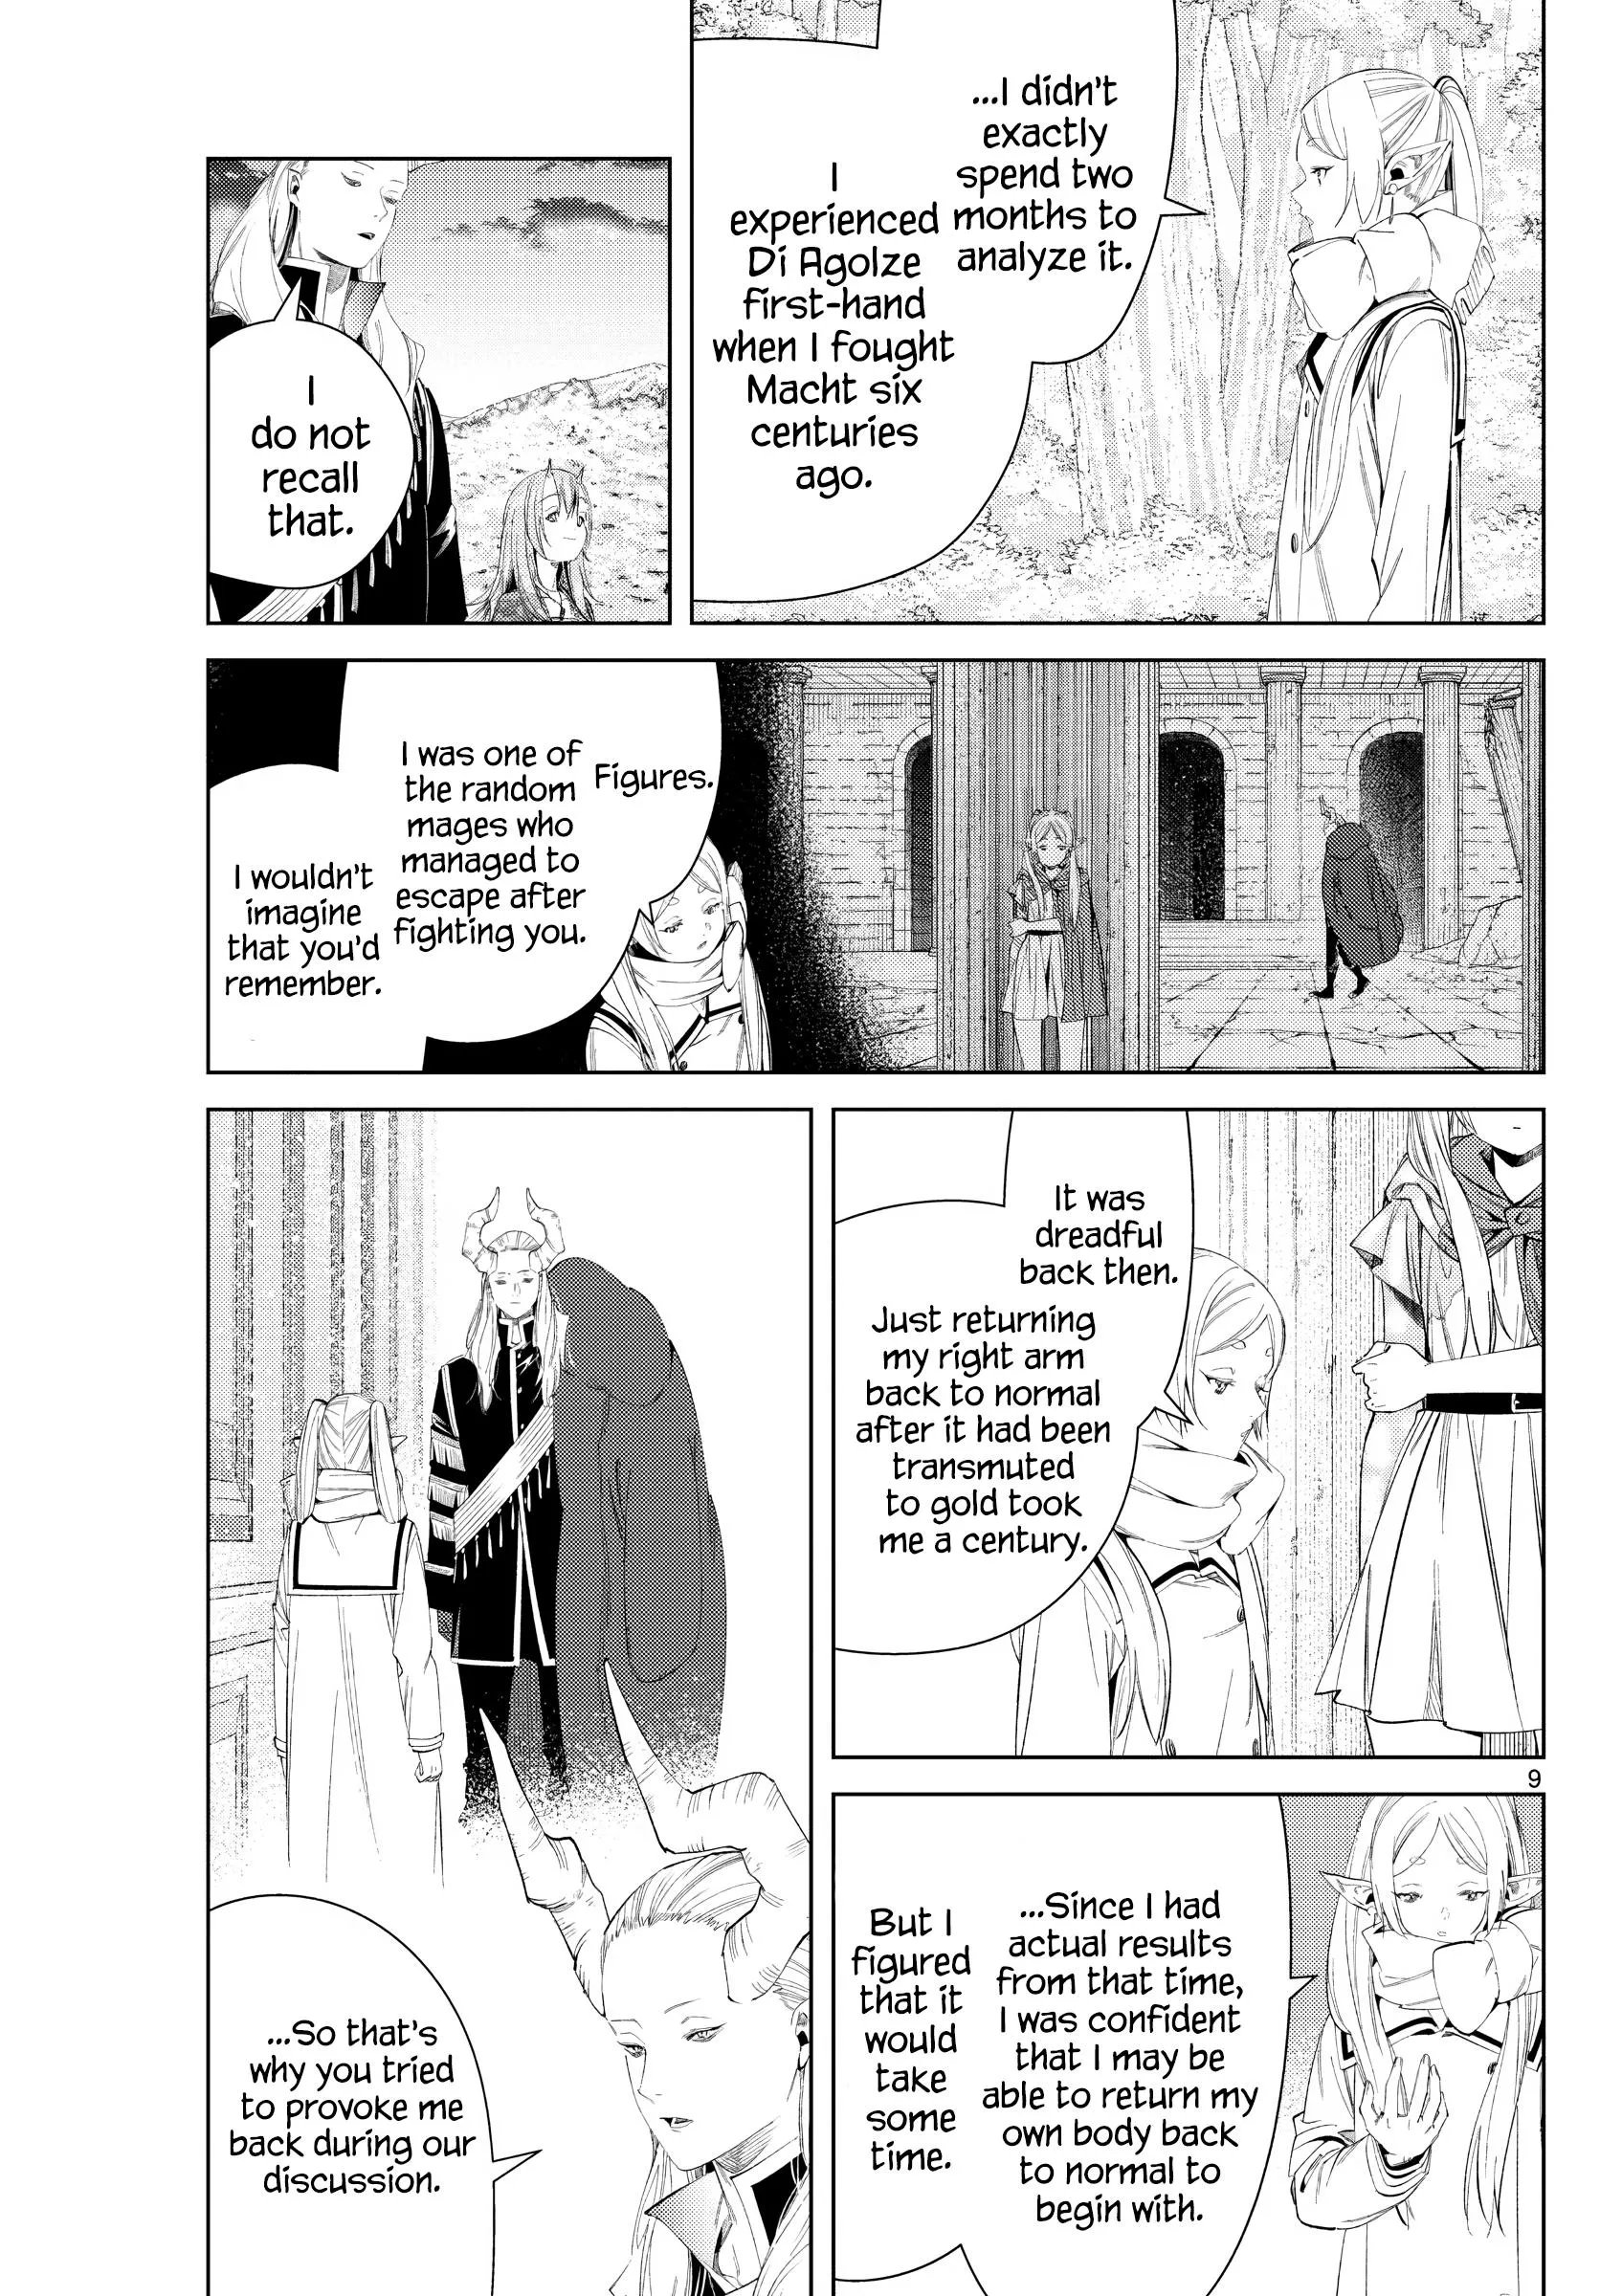 ...I didn't
exactly
spend two
months to
analyze it.
I
experienced
Di Agolze
first-hand
when I fought
Macht six
centuries
ago.
I
do not
recall
that.
Figures.
I was one of
the random
mages who
managed to
escape after
fighting you.
I wouldn't
imagine
that you'd
remember.
It was
dreadful
back then.
Just returning
my right arm
back to normal
after it had been
transmuted
to gold took
me a century.
9
...Since I had
actual results
from that time,
I was confident
that I may be
able to return my
own body back
to normal to
begin with.
But I
figured
that it
would
take
some
time.
...So that's
why you tried
to provoke me
back during our
discussion.